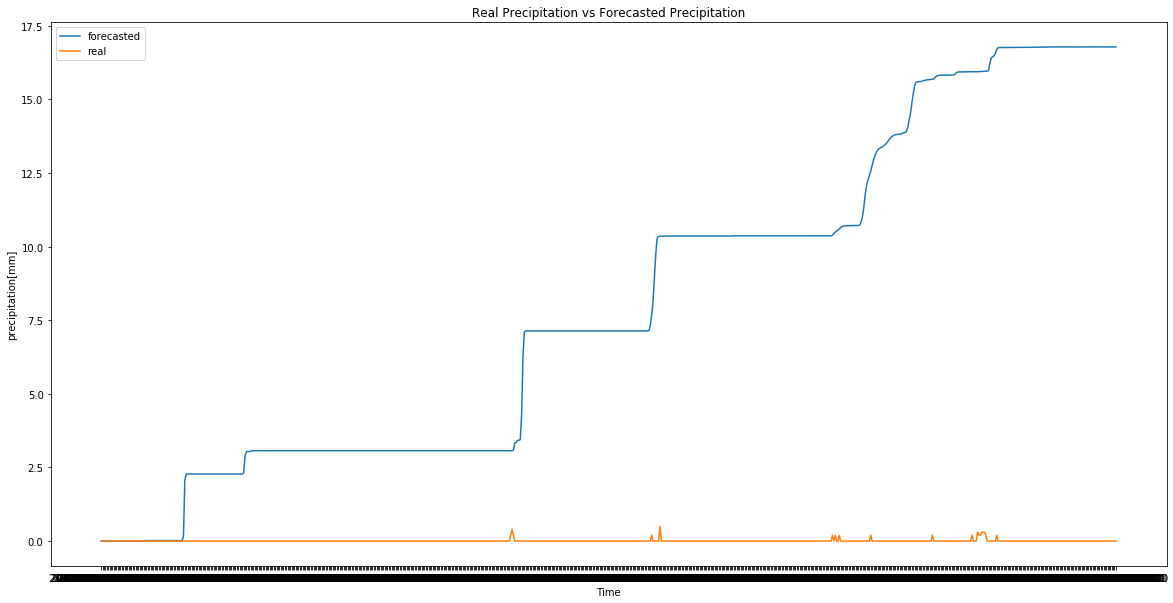 Real Precipitation vs Forecasted Precipitation
forecasted
real
17.5
15.0
12.5
10.0
7.5
5.0
2.5
0.0
precipitation[mm]
Time